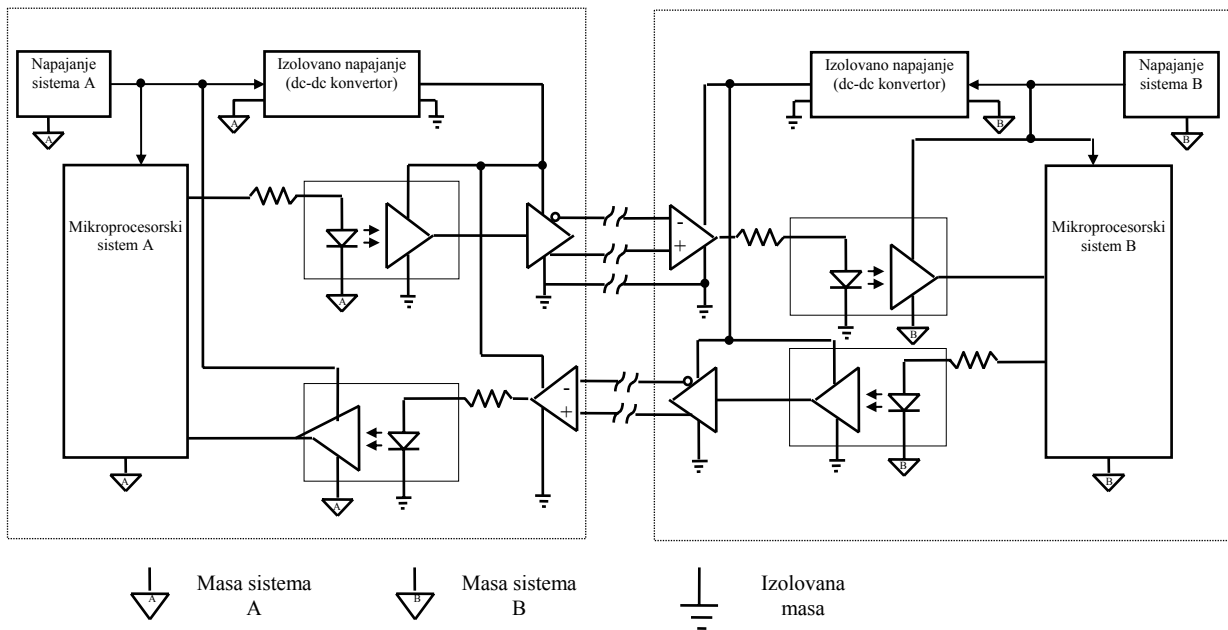 Napajanje
sistema A
Izolovano napajanje
(dc-dc konvertor)
Izolovano napajanje
(dc-dc konvertor)
Napajanje
sistema B
A
A
B
B
Mikroprocesorski
sistem A
-
+
-
+
Mikroprocesorski
sistem B
A
B
-
+
A
A
B
B
A
Masa sistema
A
B
Masa sistema
B
Izolovana
masa